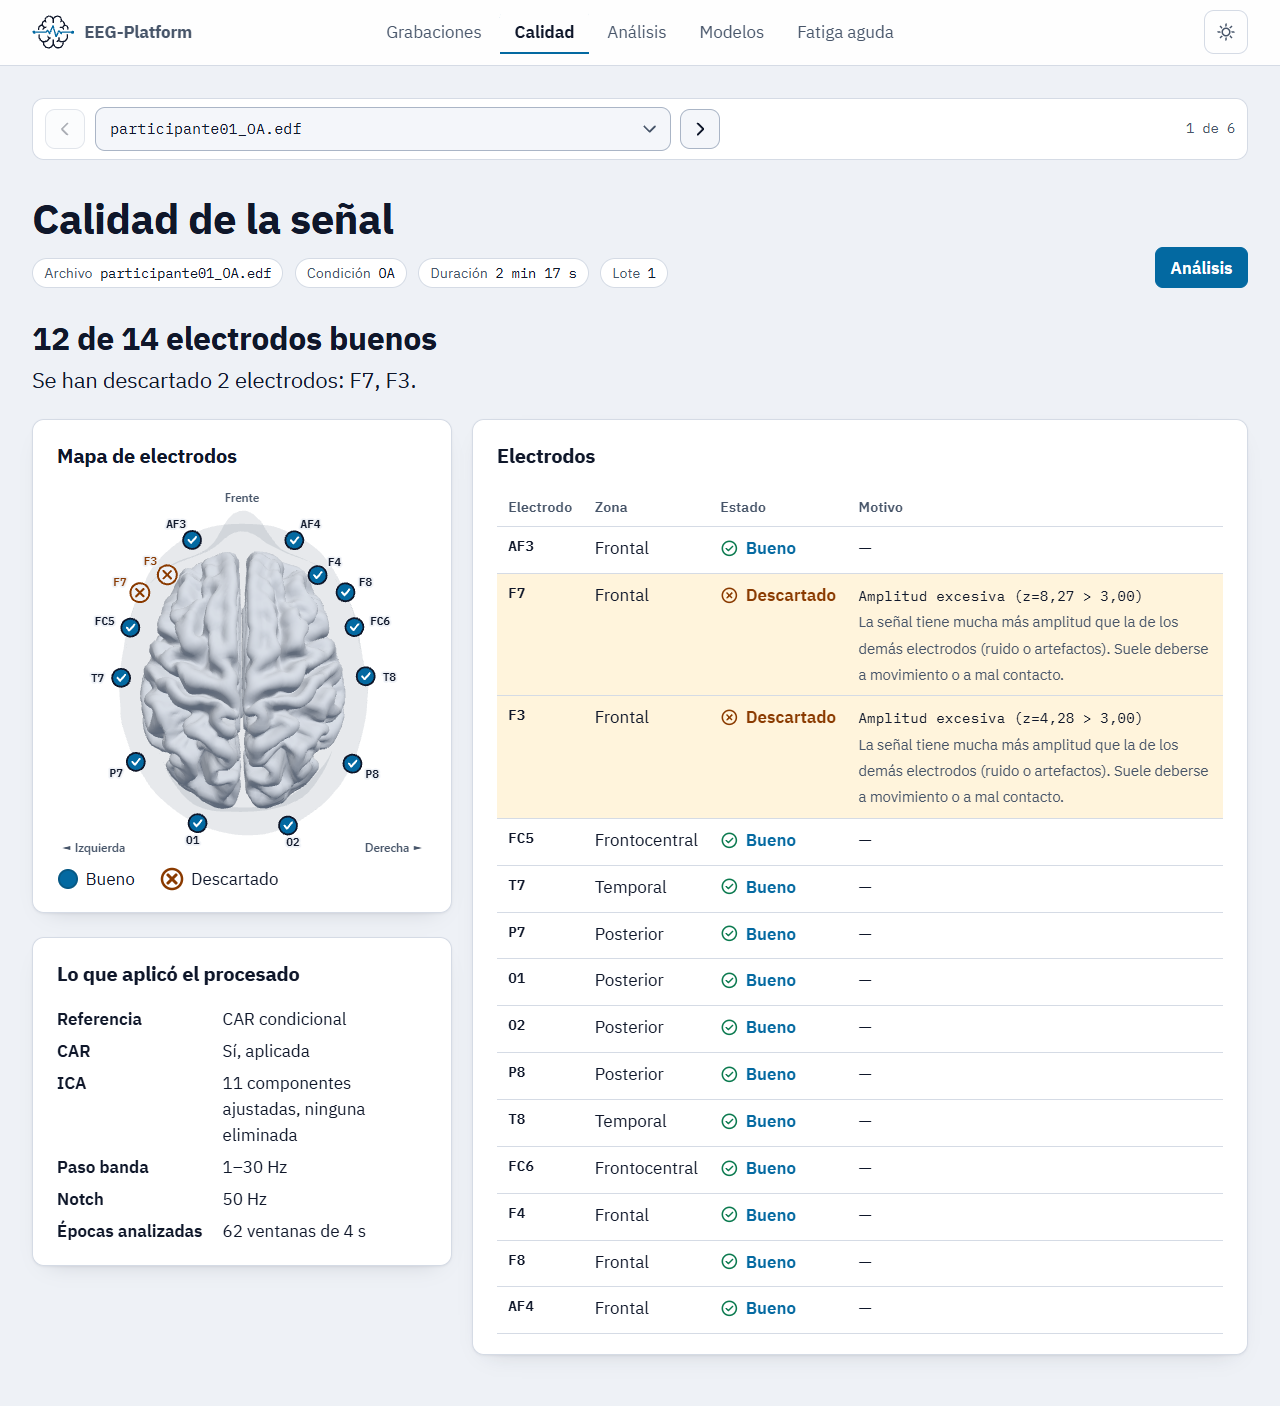 EEG-Platform
Grabaciones
Calidad
Análisis
Modelos
Fatiga aguda
participante01_OA.edf
1 de 6
Calidad de la señal
Archivo participante01_OA.edf
Condición OA
Duración 2 min 17 s
Lote 1
Análisis
12 de 14 electrodos buenos
Se han descartado 2 electrodos: F7, F3.
Mapa de electrodos
Frente
AF3
AF4
F3
F4
F7
F8
FC5
FC6
T7
T8
P7
P8
O1
O2
◄ Izquierda
Derecha ►
Bueno
Descartado
Lo que aplicó el procesado
Referencia CAR condicional
CAR Sí, aplicada
ICA 11 componentes
ajustadas, ninguna
eliminada
Paso banda 1–30 Hz
Notch 50 Hz
Épocas analizadas 62 ventanas de 4 s
Electrodos
Electrodo Zona Estado Motivo
AF3 Frontal Bueno —
F7 Frontal Descartado Amplitud excesiva (z=8,27 > 3,00)
La señal tiene mucha más amplitud que la de los
demás electrodos (ruido o artefactos). Suele deberse
a movimiento o a mal contacto.
F3 Frontal Descartado Amplitud excesiva (z=4,28 > 3,00)
La señal tiene mucha más amplitud que la de los
demás electrodos (ruido o artefactos). Suele deberse
a movimiento o a mal contacto.
FC5 Frontocentral Bueno —
T7 Temporal Bueno —
P7 Posterior Bueno —
O1 Posterior Bueno —
O2 Posterior Bueno —
P8 Posterior Bueno —
T8 Temporal Bueno —
FC6 Frontocentral Bueno —
F4 Frontal Bueno —
F8 Frontal Bueno —
AF4 Frontal Bueno —